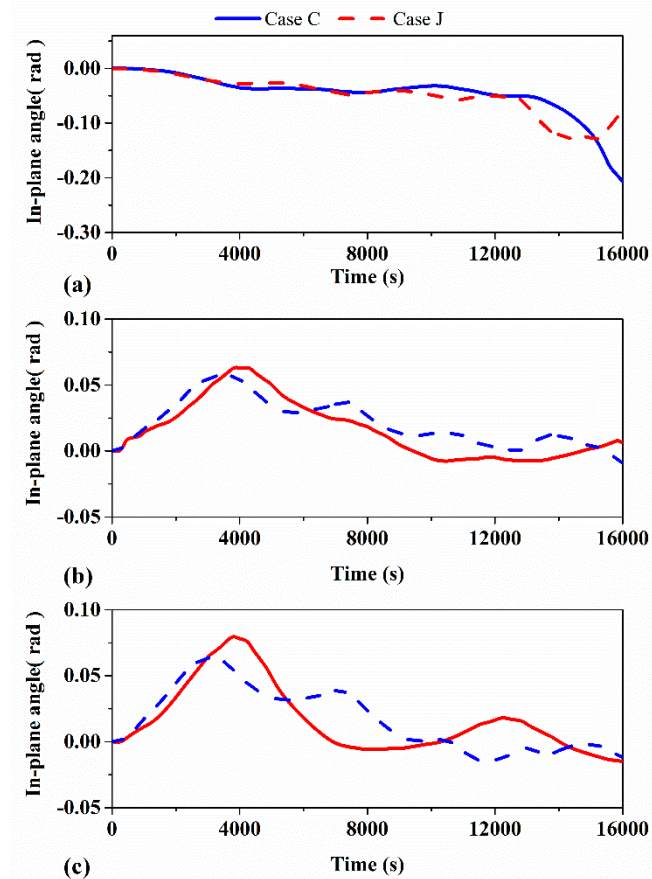 Case C Case J
In-plane angle( rad )
0.00
-0.10
-0.20
-0.30
0 4000 8000 12000 16000
Time (s)
(a)
In-plane angle( rad )
0.10
0.05
0.00
-0.05
0 4000 8000 12000 16000
Time (s)
(b)
In-plane angle( rad )
0.10
0.05
0.00
-0.05
0 4000 8000 12000 16000
Time (s)
(c)